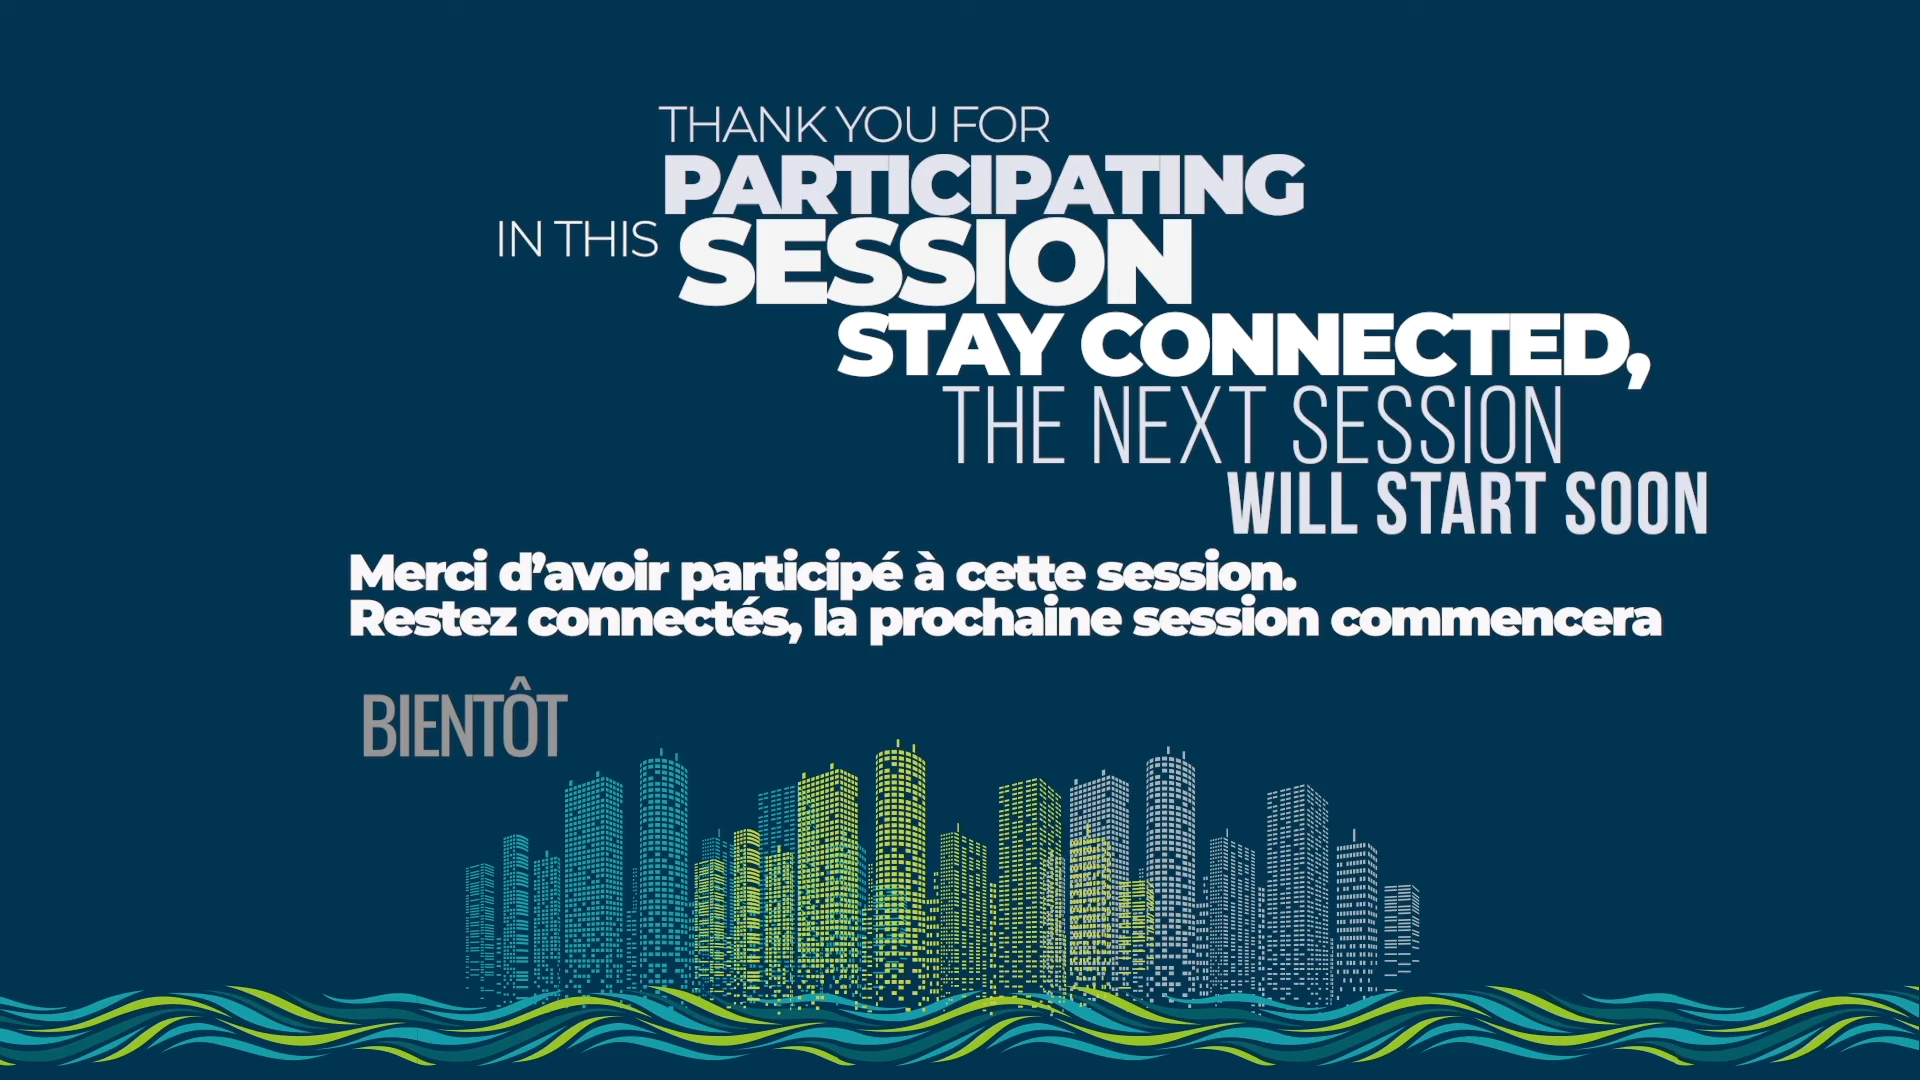 THANK YOU FOR
PARTICIPATING
IN THIS SESSION
STAY CONNECTED,
THE NEXT SESSION
WILL START SOON
Merci d’avoir participé à cette session.
Restez connectés, la prochaine session commencera
BIENTÔT